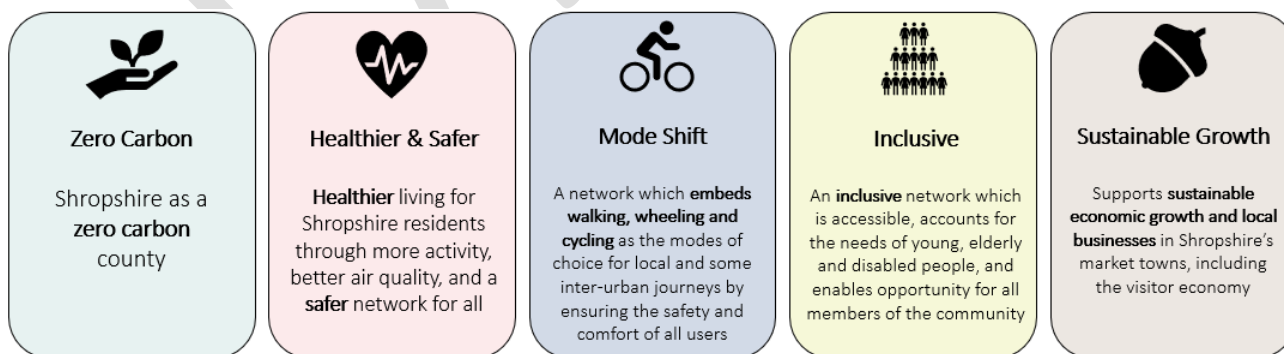 Zero Carbon
Shropshire as a
zero carbon
county
Healthier & Safer
Healthier living for
Shropshire residents
through more activity,
better air quality, and a
safer network for all
Mode Shift
A network which embeds
walking, wheeling and
cycling as the modes of
choice for local and some
inter-urban journeys by
ensuring the safety and
comfort of all users
Inclusive
An inclusive network which
is accessible, accounts for
the needs of young, elderly
and disabled people, and
enables opportunity for all
members of the community
Sustainable Growth
Supports sustainable
economic growth and local
businesses in Shropshire’s
market towns, including
the visitor economy